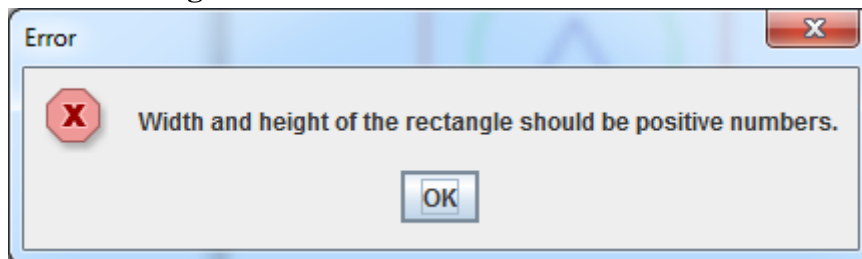 Error
Width and height of the rectangle should be positive numbers.
OK